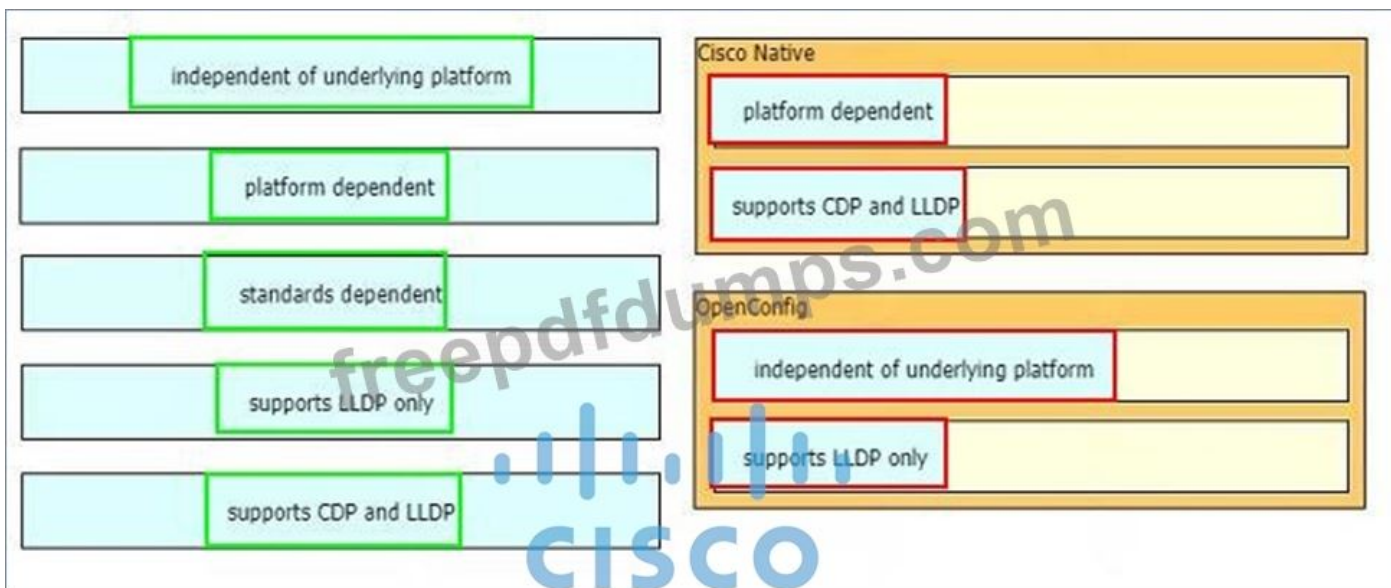 independent of underlying platform
platform dependent
standards dependent
supports LLDP only
supports CDP and LLDP
Cisco Native
platform dependent
supports CDP and LLDP
OpenConfig
independent of underlying platform
supports LLDP only
freepdfdumps.com
CISCO